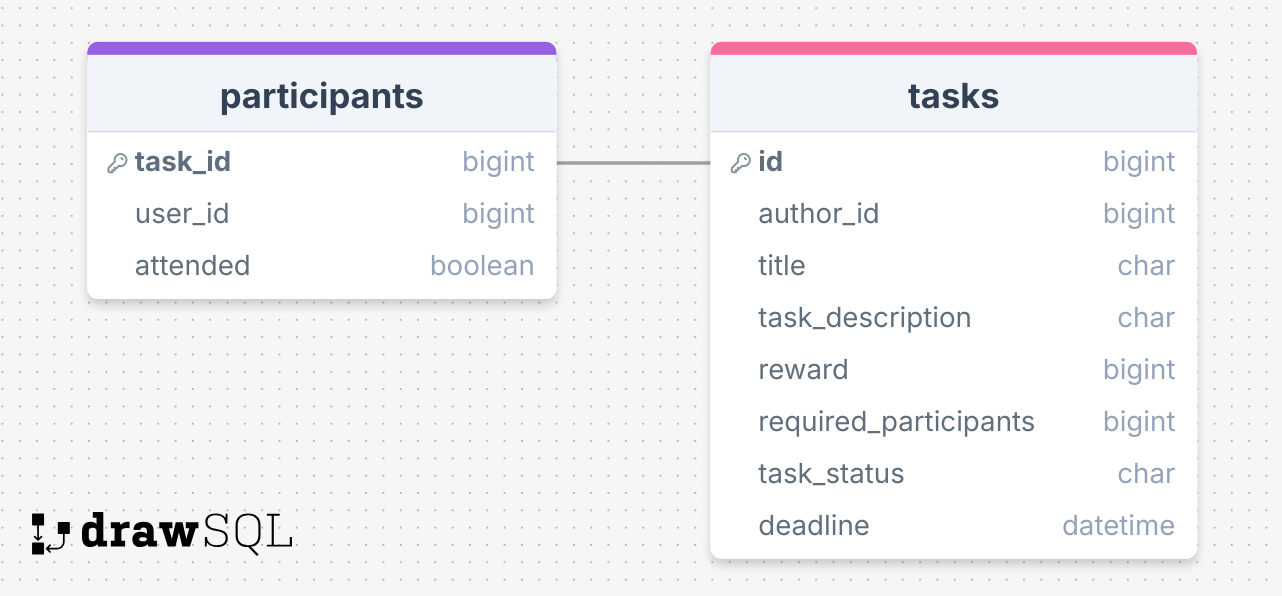 participants
task_id bigint
user_id bigint
attended boolean
tasks
id bigint
author_id bigint
title char
task_description char
reward bigint
required_participants bigint
task_status char
deadline datetime
drawSQL